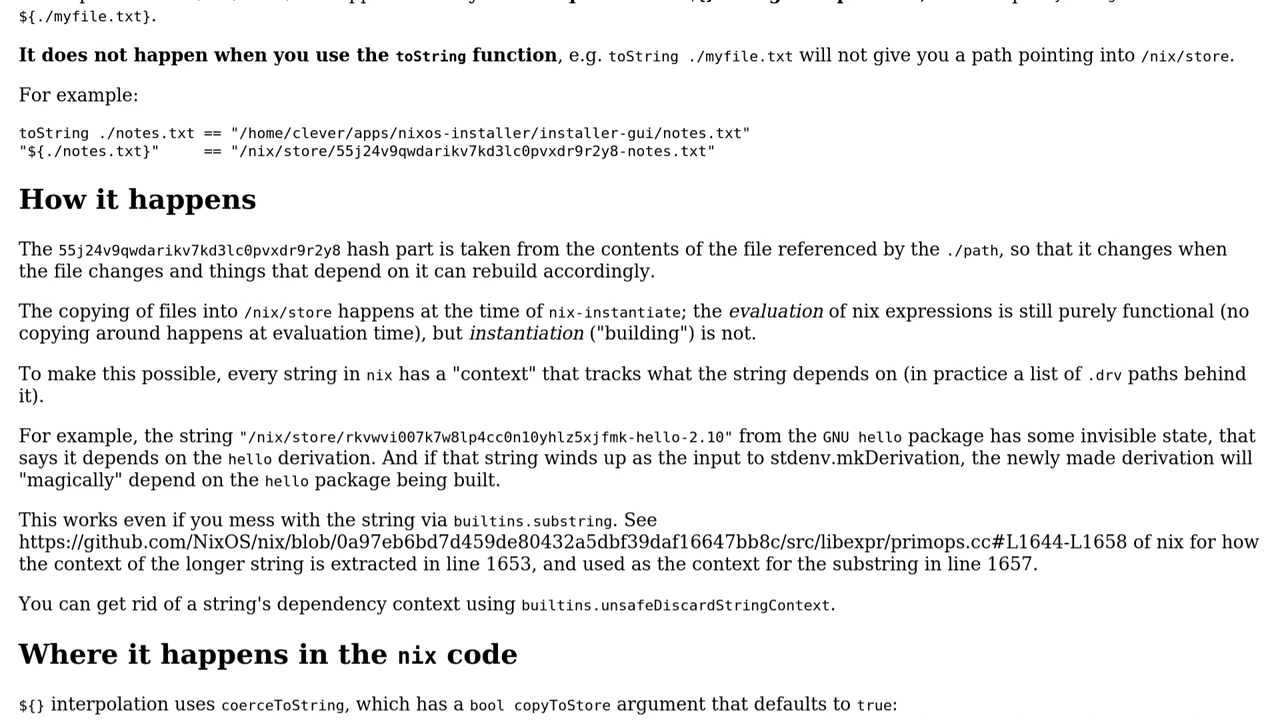 ${./myfile.txt}.
It does not happen when you use the toString function, e.g. toString ./myfile.txt will not give you a path pointing into /nix/store.
For example:
toString ./notes.txt == "/home/clever/apps/nixos-installer/installer-gui/notes.txt"
"${./notes.txt}"     == "/nix/store/55j24v9qwdarikv7kd3lc0pvxdr9r2y8-notes.txt"
How it happens
The 55j24v9qwdarikv7kd3lc0pvxdr9r2y8 hash part is taken from the contents of the file referenced by the ./path, so that it changes when
the file changes and things that depend on it can rebuild accordingly.
The copying of files into /nix/store happens at the time of nix-instantiate; the evaluation of nix expressions is still purely functional (no
copying around happens at evaluation time), but instantiation ("building") is not.
To make this possible, every string in nix has a "context" that tracks what the string depends on (in practice a list of .drv paths behind
it).
For example, the string "/nix/store/rkvwvi007k7w8lp4cc0n10yhlz5xjfmk-hello-2.10" from the GNU hello package has some invisible state, that
says it depends on the hello derivation. And if that string winds up as the input to stdenv.mkDerivation, the newly made derivation will
"magically" depend on the hello package being built.
This works even if you mess with the string via builtins.substring. See
https://github.com/NixOS/nix/blob/0a97eb6bd7d459de80432a5dbf39daf16647bb8c/src/libexpr/primops.cc#L1644-L1658 of nix for how
the context of the longer string is extracted in line 1653, and used as the context for the substring in line 1657.
You can get rid of a string's dependency context using builtins.unsafeDiscardStringContext.
Where it happens in the nix code
${} interpolation uses coerceToString, which has a bool copyToStore argument that defaults to true: